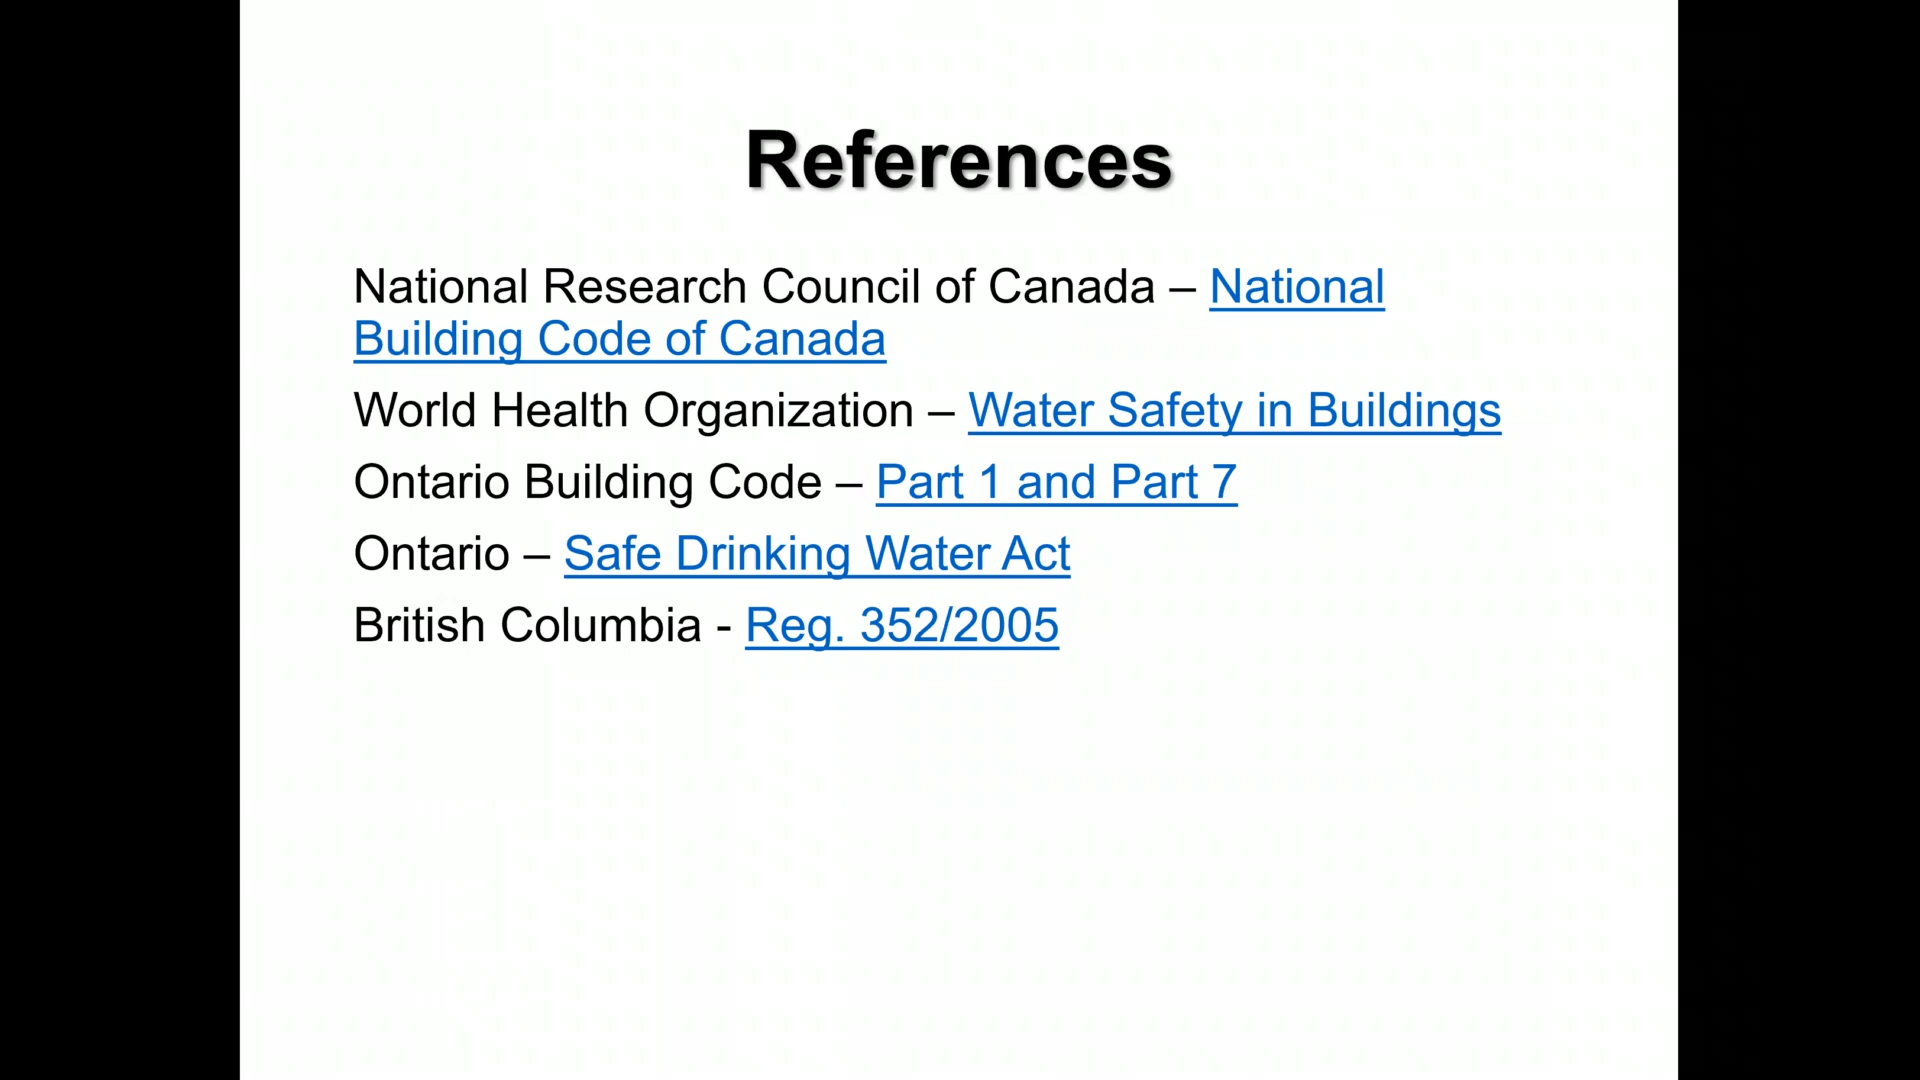 References
National Research Council of Canada – National
Building Code of Canada
World Health Organization – Water Safety in Buildings
Ontario Building Code – Part 1 and Part 7
Ontario – Safe Drinking Water Act
British Columbia - Reg. 352/2005